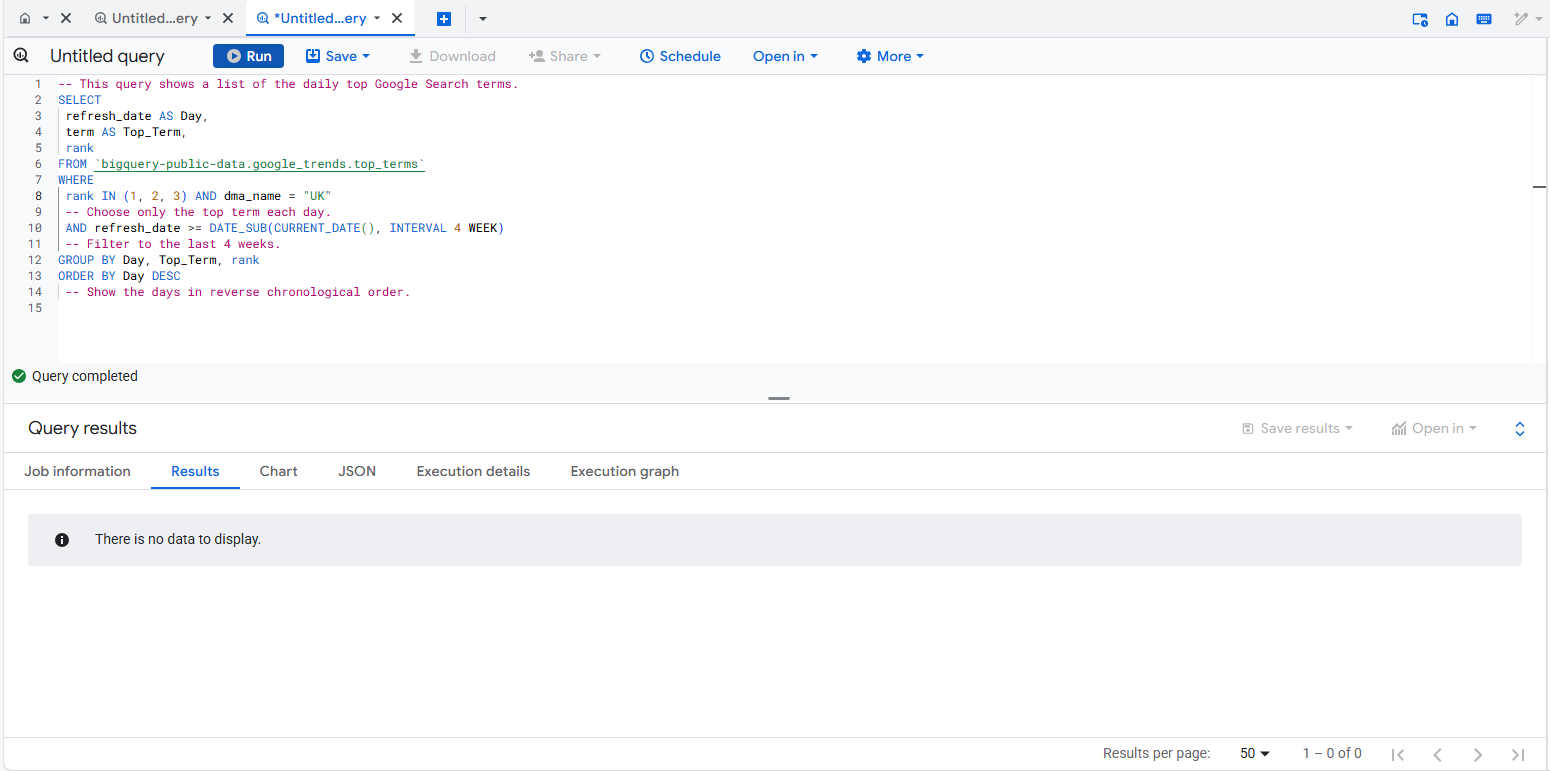 Untitled...ery
*Untitled...ery
Untitled query
Run
Save
Download
Share
Schedule
Open in
More
1 -- This query shows a list of the daily top Google Search terms.
2 SELECT
3 refresh_date AS Day,
4 term AS Top_Term,
5 rank
6 FROM `bigquery-public-data.google_trends.top_terms`
7 WHERE
8 rank IN (1, 2, 3) AND dma_name = "UK"
9 -- Choose only the top term each day.
10 AND refresh_date >= DATE_SUB(CURRENT_DATE(), INTERVAL 4 WEEK)
11 -- Filter to the last 4 weeks.
12 GROUP BY Day, Top_Term, rank
13 ORDER BY Day DESC
14 -- Show the days in reverse chronological order.
15
Query completed
Query results
Save results
Open in
Job information
Results
Chart
JSON
Execution details
Execution graph
There is no data to display.
Results per page:
50
1 – 0 of 0